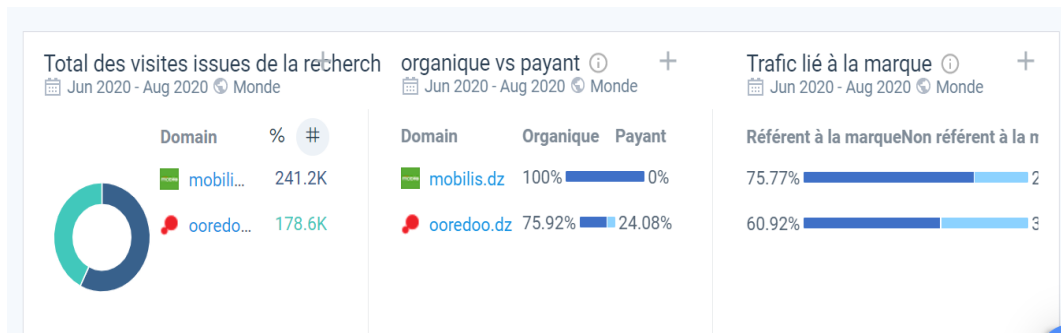 Total des visites issues de la recherch
Jun 2020 - Aug 2020 Monde
Domain % #
mobili... 241.2K
ooredo... 178.6K
organique vs payant
Jun 2020 - Aug 2020 Monde
Domain Organique Payant
mobilis.dz 100% 0%
ooredoo.dz 75.92% 24.08%
Trafic lié à la marque
Jun 2020 - Aug 2020 Monde
Référent à la marqueNon référent à la m
75.77% 2
60.92% 3